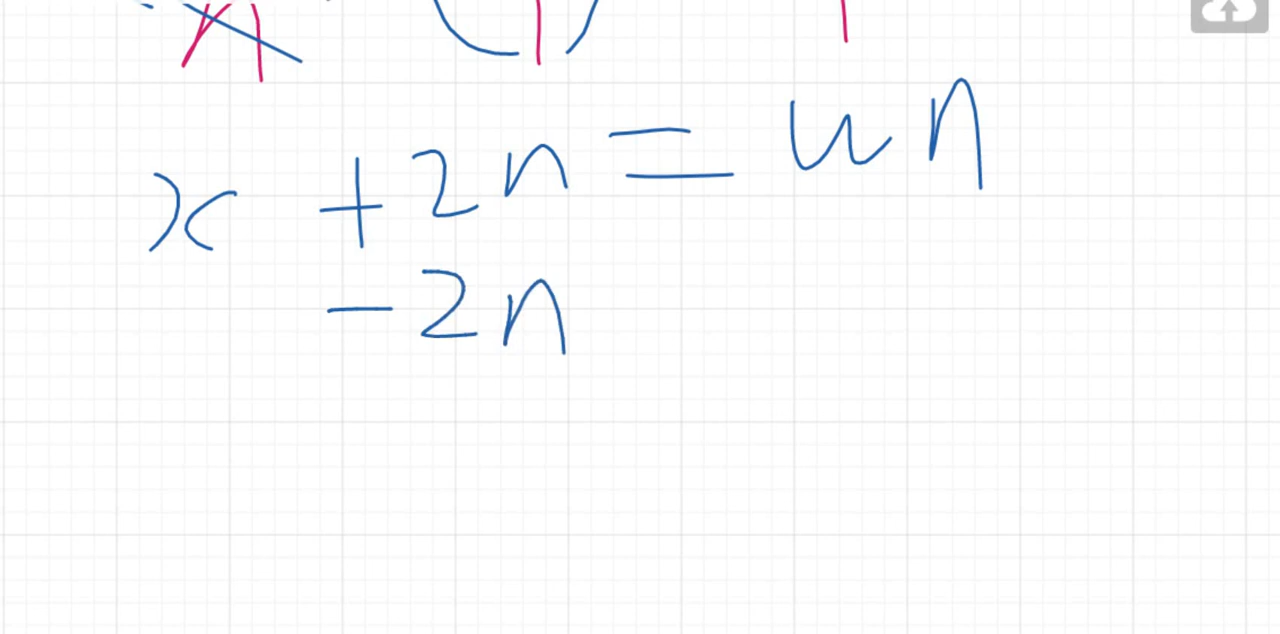 x + 2n = un
- 2n